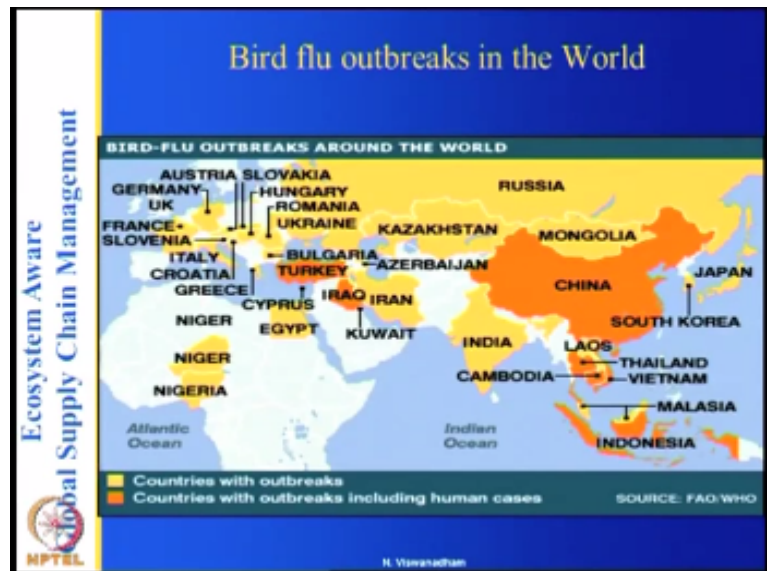 Bird flu outbreaks in the World
Ecosystem Aware
Global Supply Chain Management
BIRD-FLU OUTBREAKS AROUND THE WORLD
AUSTRIA SLOVAKIA
GERMANY HUNGARY
UK ROMANIA
FRANCE UKRAINE
SLOVENIA
ITALY BULGARIA
CROATIA TURKEY AZERBAIJAN
GREECE
CYPRUS IRAQ IRAN
EGYPT KUWAIT
NIGER
NIGER
NIGERIA
RUSSIA
KAZAKHSTAN
MONGOLIA
CHINA
JAPAN
SOUTH KOREA
INDIA
LAOS
THAILAND
CAMBODIA VIETNAM
MALASIA
INDONESIA
Atlantic
Ocean
Indian
Ocean
Countries with outbreaks
Countries with outbreaks including human cases
SOURCE: FAO/WHO
NPTEL
N. Viswanadham